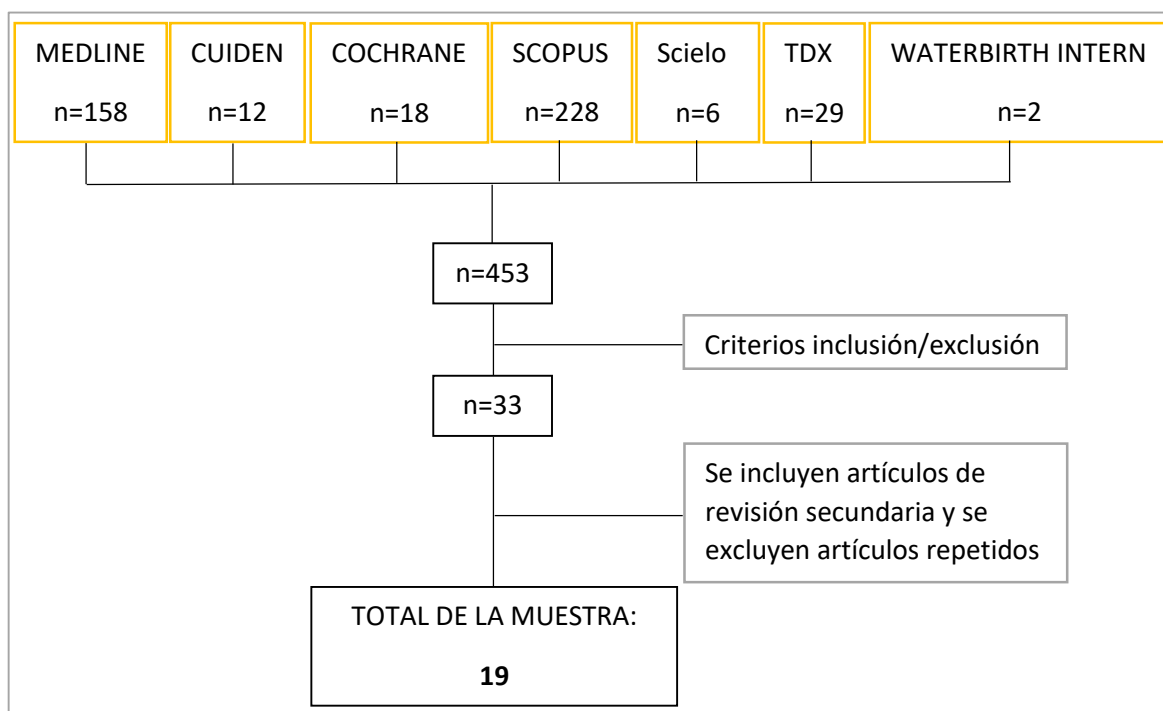 MEDLINE
n=158
CUIDEN
n=12
COCHRANE
n=18
SCOPUS
n=228
Scielo
n=6
TDX
n=29
WATERBIRTH INTERN
n=2
n=453
Criterios inclusión/exclusión
n=33
Se incluyen artículos de
revisión secundaria y se
excluyen artículos repetidos
TOTAL DE LA MUESTRA:
19